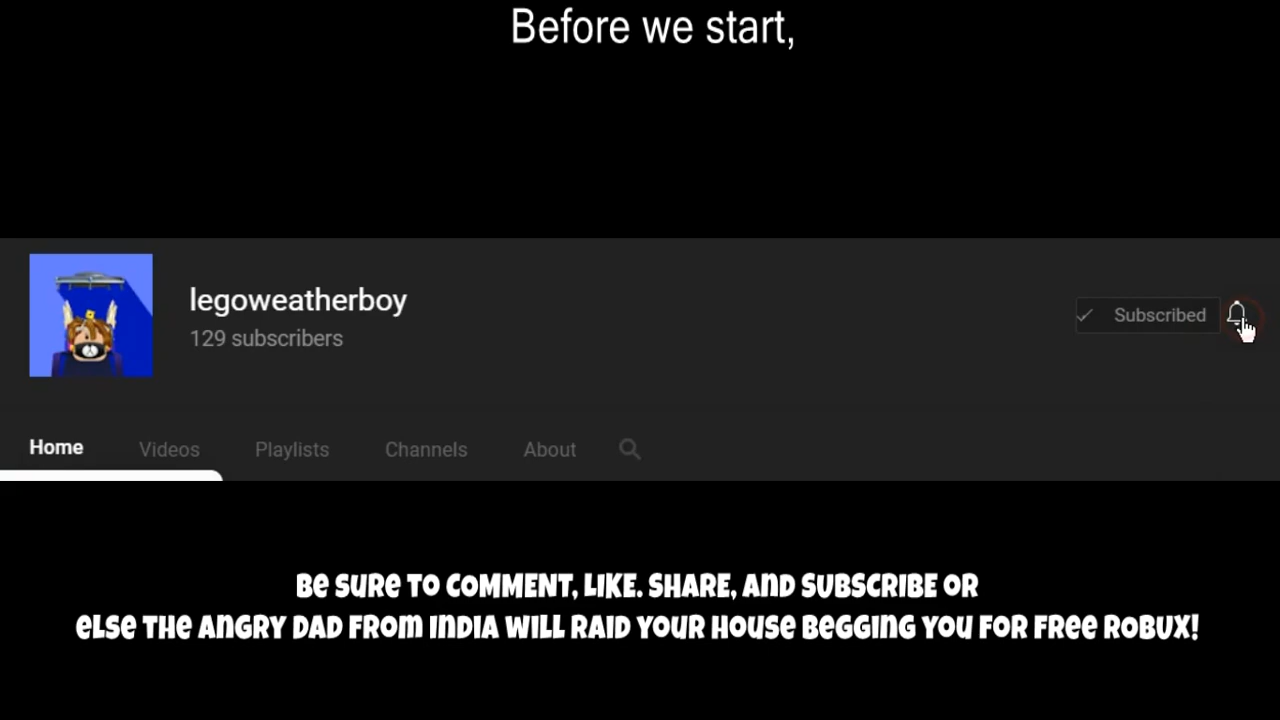 Before we start,
legoweatherboy
129 subscribers
Subscribed
Home Videos Playlists Channels About
Be sure to comment, like. share, and subscribe or
else the angry dad from india will raid your house begging you for free robux!